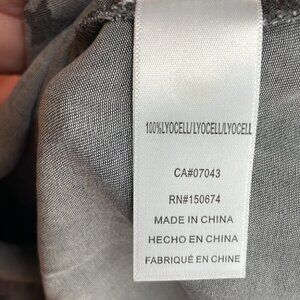 100%LYOCELL/LYOCELL/LYOCELL
CA#07043
RN#150674
MADE IN CHINA
HECHO EN CHINA
FABRIQUÉ EN CHINE